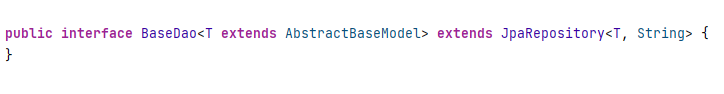 public interface BaseDao<T extends AbstractBaseModel> extends JpaRepository<T, String> {
}